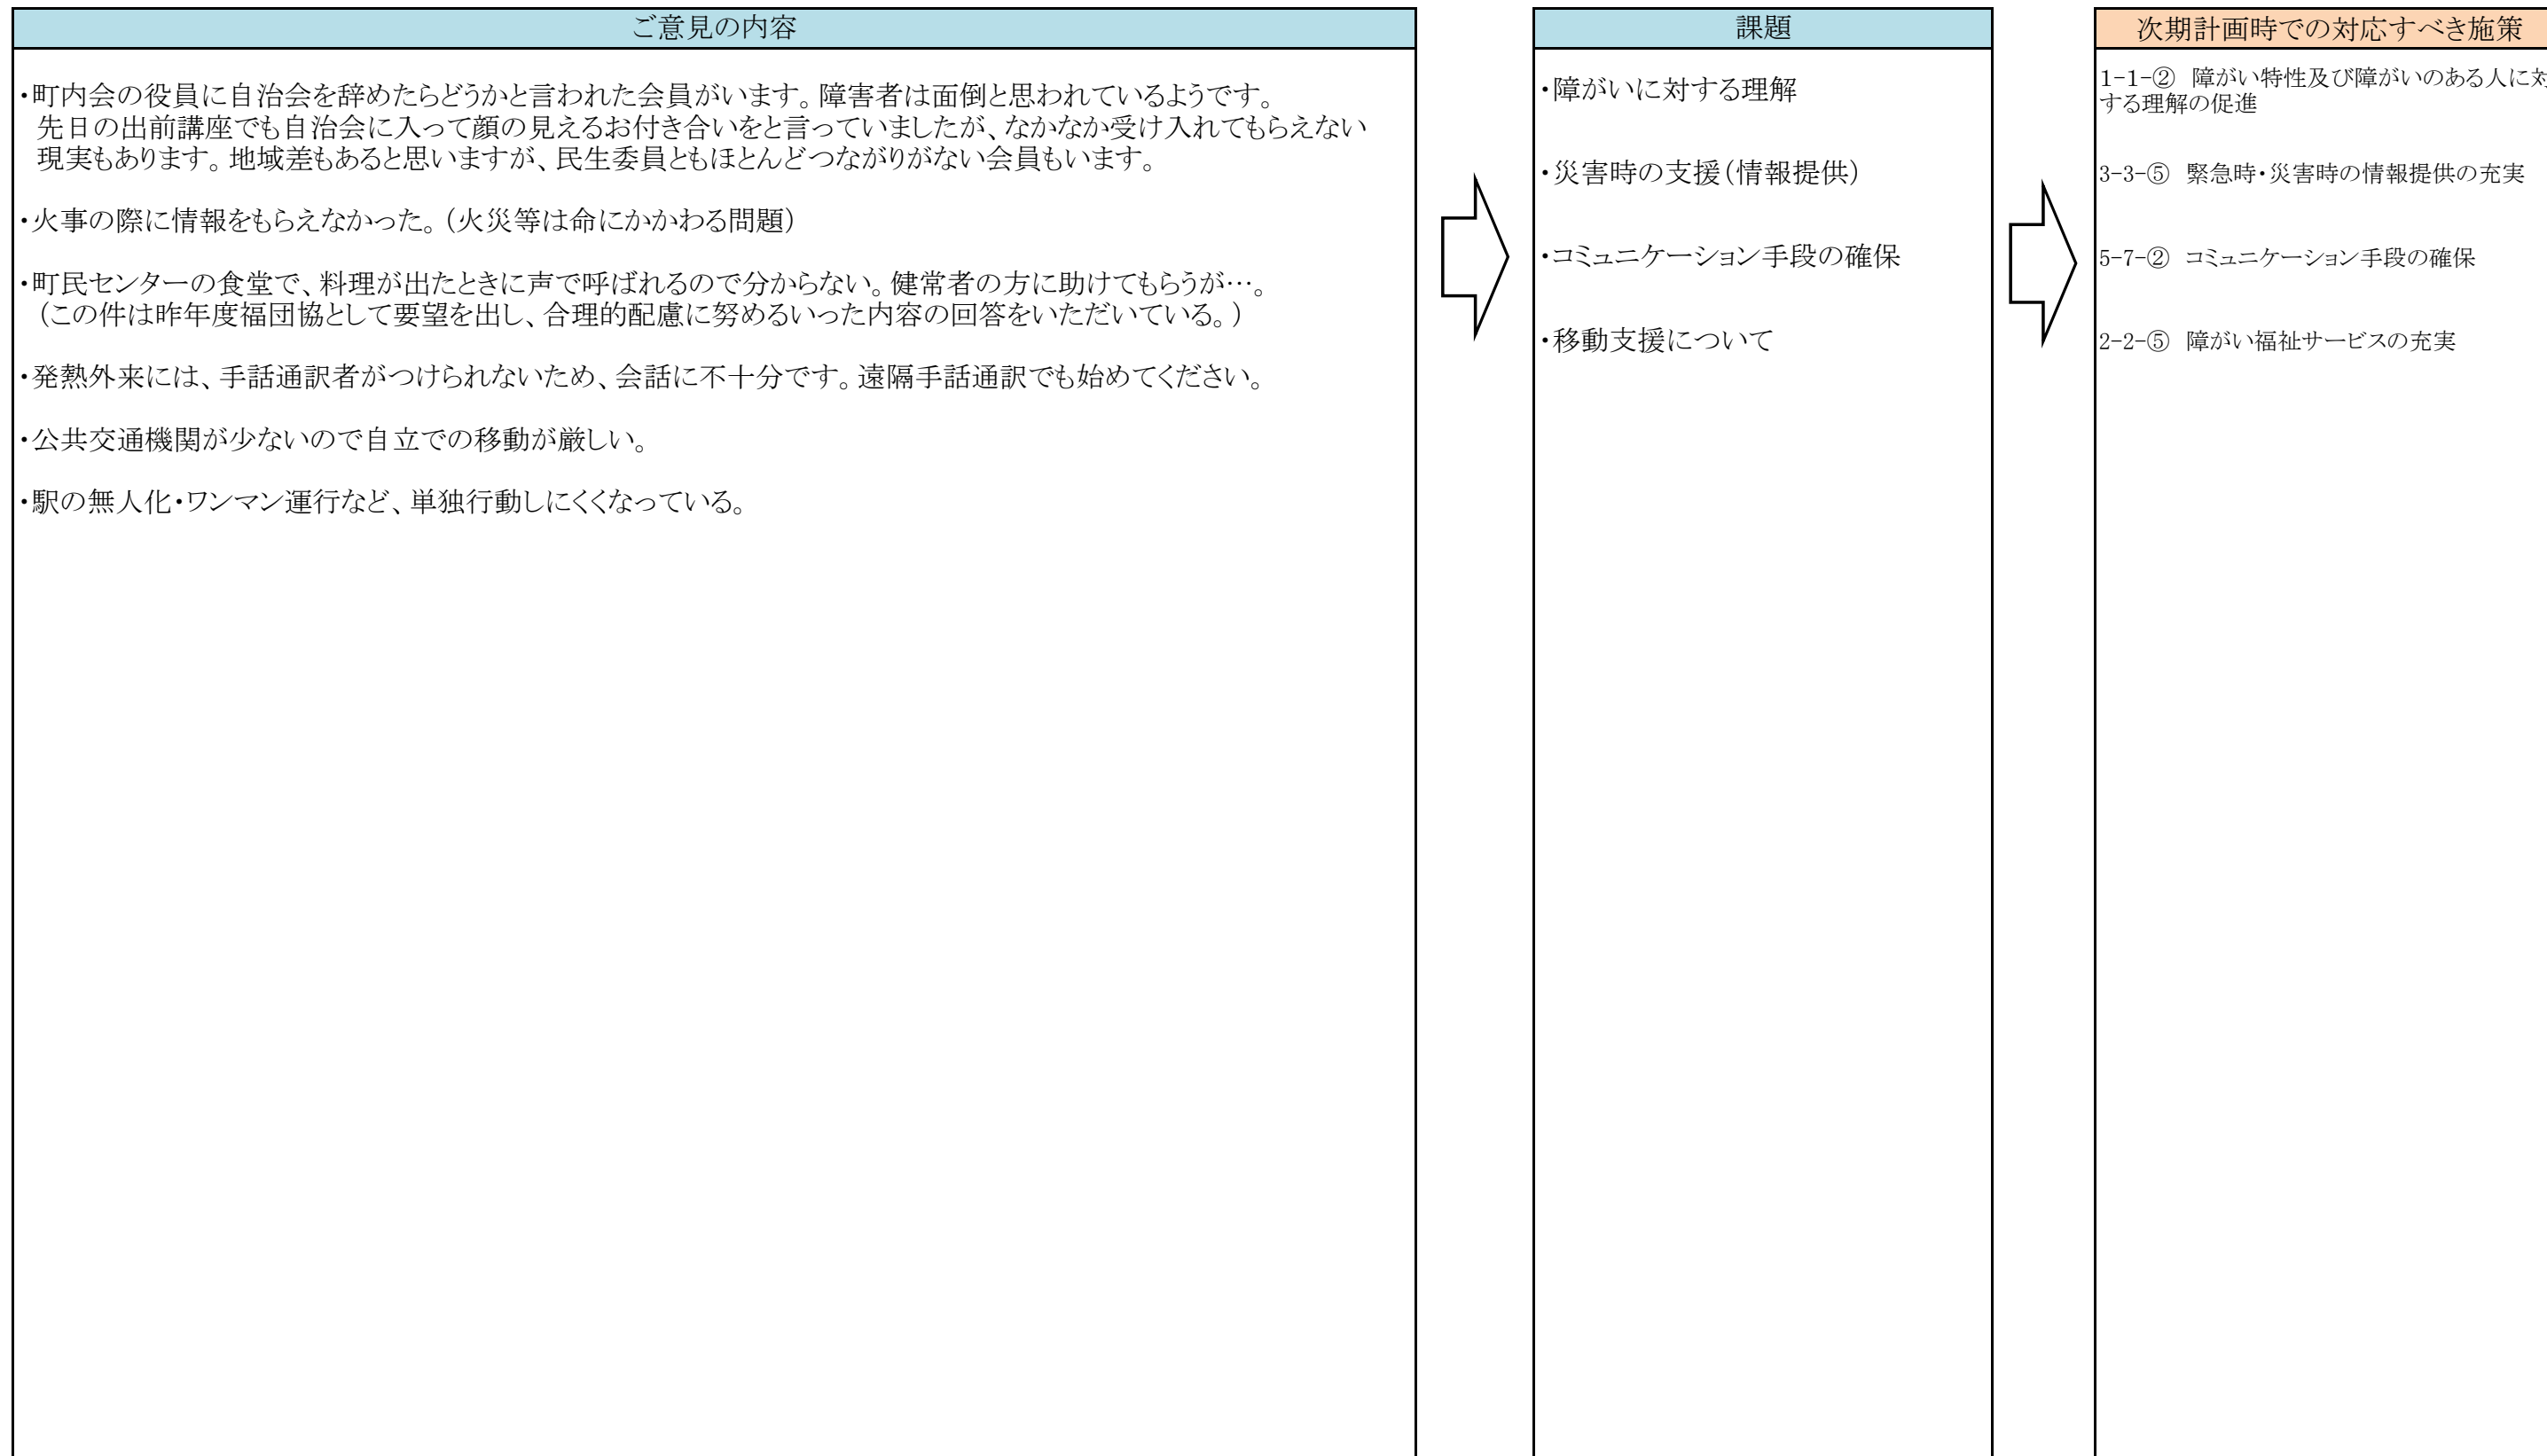 ご意見の内容
・町内会の役員に自治会を辞めたらどうかと言われた会員がいます。障害者は面倒と思われているようです。
先日の出前講座でも自治会に入って顔の見えるお付き合いをと言っていましたが、なかなか受け入れてもらえない
現実もあります。地域差もあると思いますが、民生委員ともほとんどつながりがない会員もいます。
・火事の際に情報をもらえなかった。（火災等は命にかかわる問題）
・町民センターの食堂で、料理が出たときに声で呼ばれるので分からない。健常者の方に助けてもらうが…。
（この件は昨年度福団協として要望を出し、合理的配慮に努めるいった内容の回答をいただいている。）
・発熱外来には、手話通訳者がつけられないため、会話に不十分です。遠隔手話通訳でも始めてください。
・公共交通機関が少ないので自立での移動が厳しい。
・駅の無人化・ワンマン運行など、単独行動しにくくなっている。
課題
・障がいに対する理解
・災害時の支援（情報提供）
・コミュニケーション手段の確保
・移動支援について
次期計画時での対応すべき施策
1-1-② 障がい特性及び障がいのある人に対
する理解の促進
3-3-⑤ 緊急時・災害時の情報提供の充実
5-7-② コミュニケーション手段の確保
2-2-⑤ 障がい福祉サービスの充実